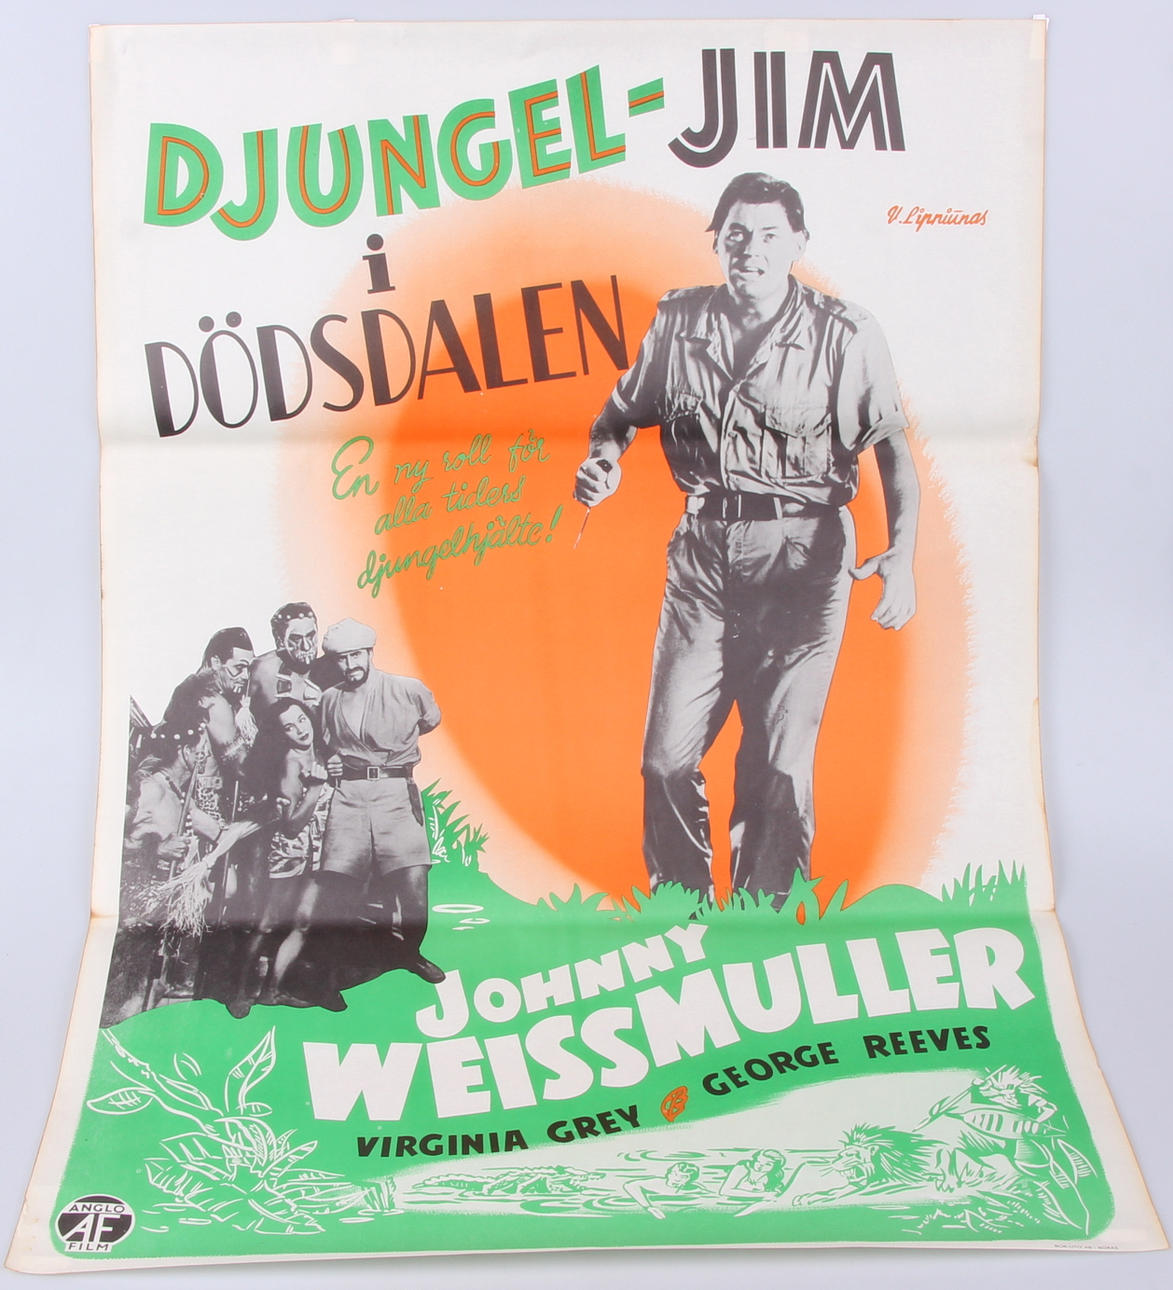 DJUNGEL-JIM
V. Lipniūnas
i
DÖDSDALEN
En ny roll för
alla tiders
djungelhjälte!
JOHNNY
WEISSMULLER
VIRGINIA GREY GEORGE REEVES
ANGLO
AF
FILM